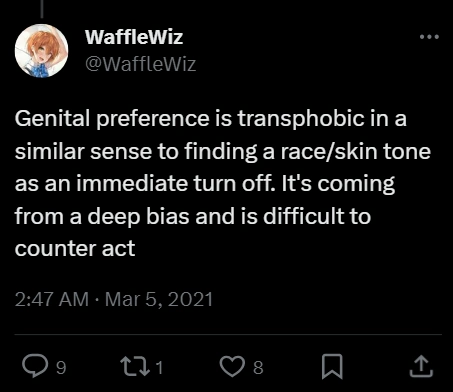 WaffleWiz
@WaffleWiz
Genital preference is transphobic in a
similar sense to finding a race/skin tone
as an immediate turn off. It's coming
from a deep bias and is difficult to
counter act
2:47 AM · Mar 5, 2021
9 1 8